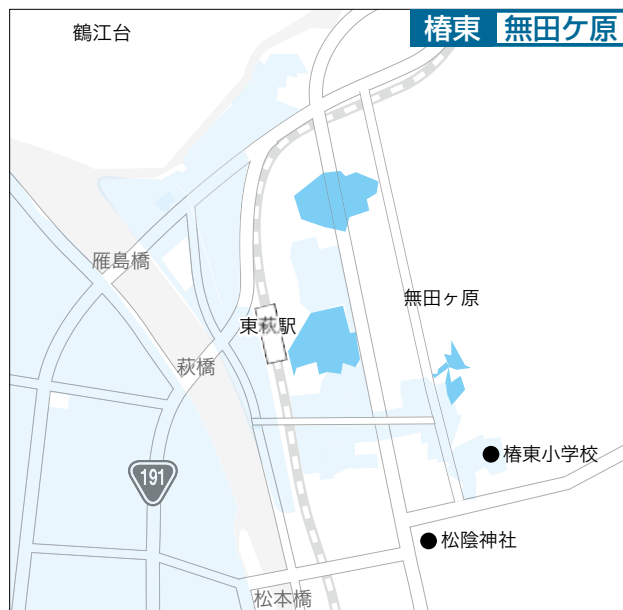 鶴江台
椿東 無田ケ原
雁島橋
無田ヶ原
東萩駅
萩橋
191
椿東小学校
松陰神社
松本橋